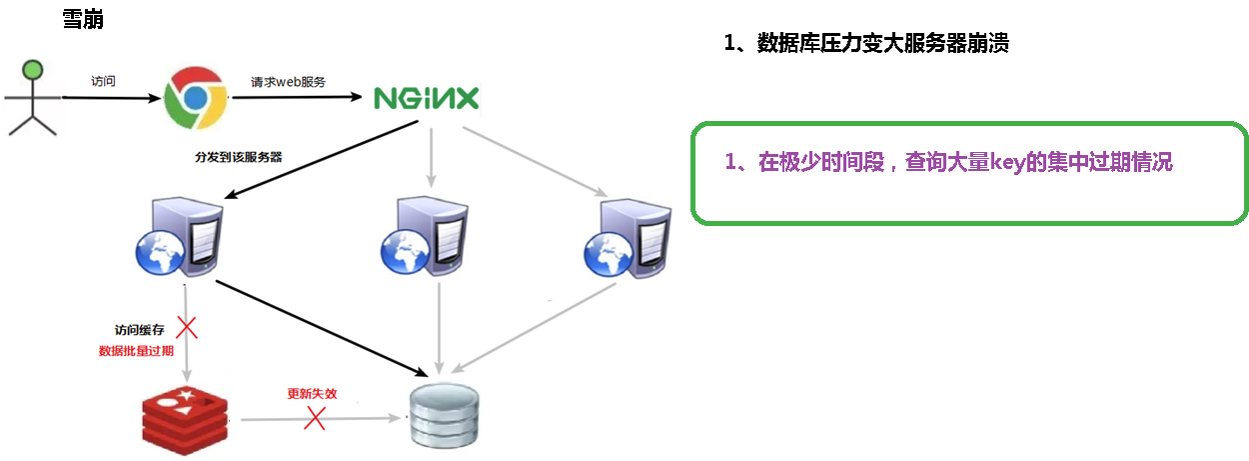 雪崩
1、数据库压力变大服务器崩溃
访问
请求web服务
NGINX
1、在极少时间段，查询大量key的集中过期情况
分发到该服务器
访问缓存
数据批量过期
更新失效